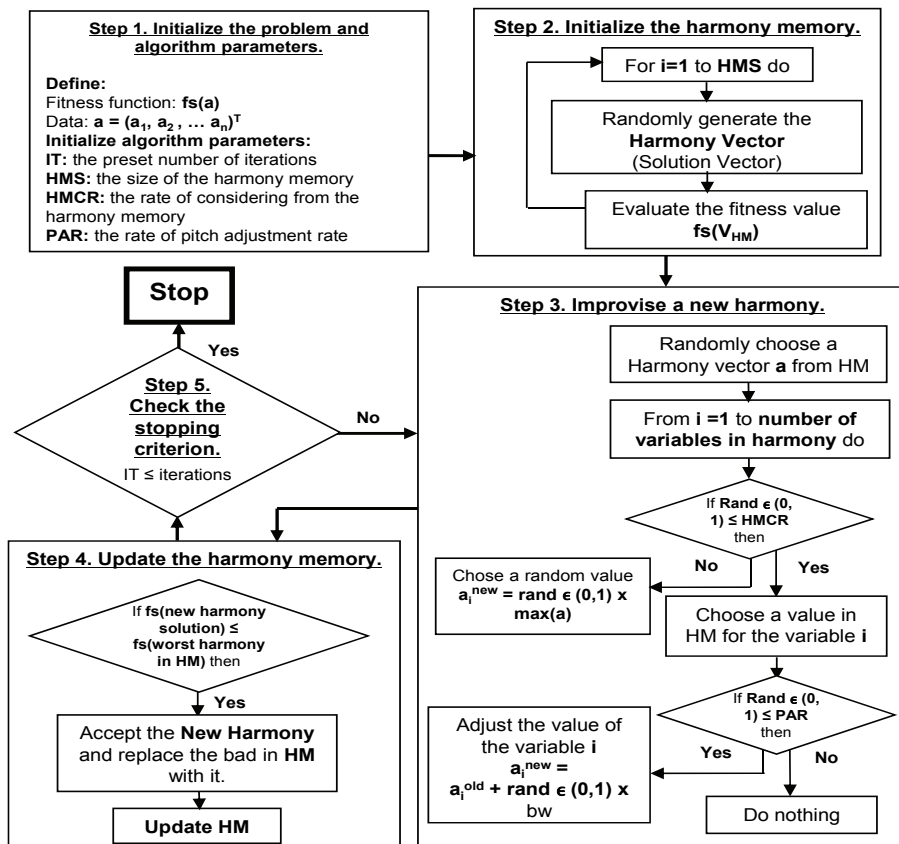 Step 1. Initialize the problem and
algorithm parameters.
Define:
Fitness function: fs(a)
Data: a = (a₁, a₂ , … aₙ)ᵀ
Initialize algorithm parameters:
IT: the preset number of iterations
HMS: the size of the harmony memory
HMCR: the rate of considering from the
harmony memory
PAR: the rate of pitch adjustment rate
Step 2. Initialize the harmony memory.
For i=1 to HMS do
Randomly generate the
Harmony Vector
(Solution Vector)
Evaluate the fitness value
fs(V_HM)
Step 3. Improvise a new harmony.
Randomly choose a
Harmony vector a from HM
From i =1 to number of
variables in harmony do
If Rand ϵ (0,
1) ≤ HMCR
then
No
Yes
Chose a random value
aᵢⁿᵉʷ = rand ϵ (0,1) x
max(a)
Choose a value in
HM for the variable i
If Rand ϵ (0,
1) ≤ PAR
then
Yes
No
Adjust the value of
the variable i
aᵢⁿᵉʷ =
aᵢᵒˡᵈ + rand ϵ (0,1) x
bw
Do nothing
Step 4. Update the harmony memory.
If fs(new harmony
solution) ≤
fs(worst harmony
in HM) then
Yes
Accept the New Harmony
and replace the bad in HM
with it.
Update HM
Step 5.
Check the
stopping
criterion.
IT ≤ iterations
No
Yes
Stop